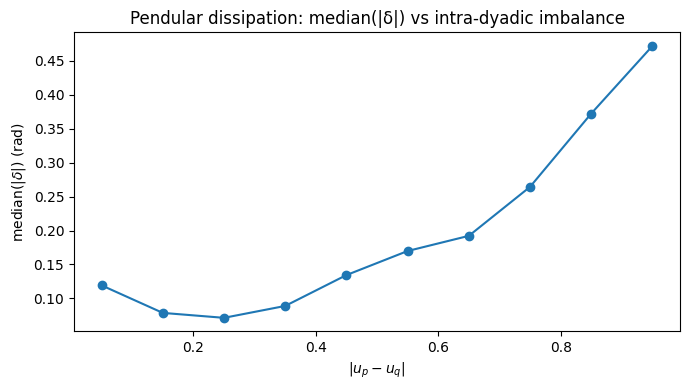 Pendular dissipation: median(|δ|) vs intra-dyadic imbalance
0.45
0.40
0.35
0.30
0.25
0.20
0.15
0.10
median(|δ|) (rad)
0.2 0.4 0.6 0.8
|u_p − u_q|